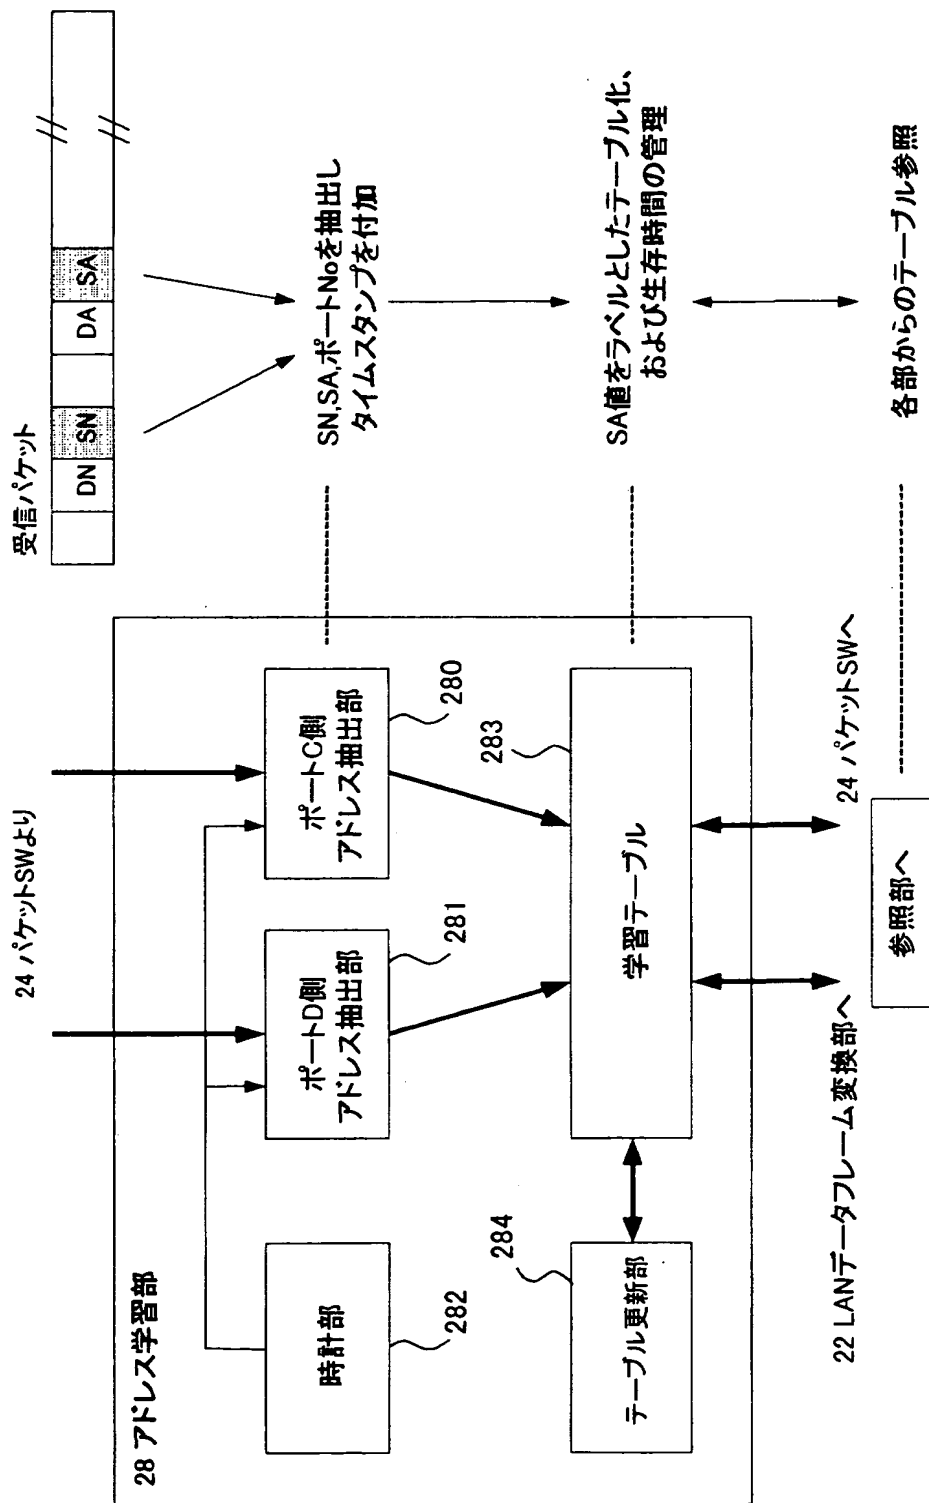 24 パケットSWより
28 アドレス学習部
時計部
282
ポートD側
アドレス抽出部
281
ポートC側
アドレス抽出部
280
テーブル更新部
284
学習テーブル
283
22 LANデータフレーム変換部へ
24 パケットSWへ
参照部へ
受信パケット
DN
SN
DA
SA
SN,SA,ポートNoを抽出し
タイムスタンプを付加
SA値をラベルとしたテーブル化、
および生存時間の管理
各部からのテーブル参照